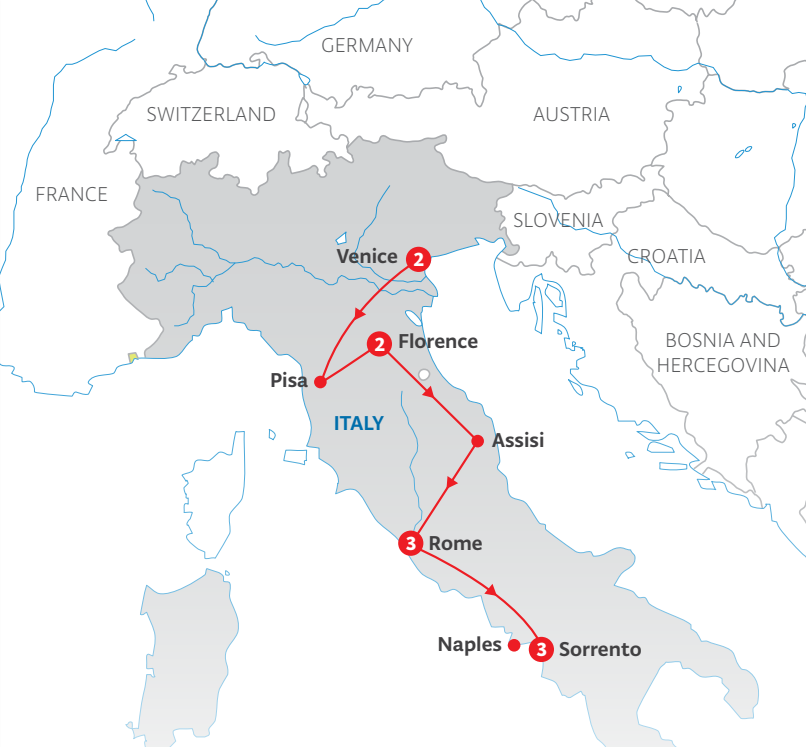 GERMANY
SWITZERLAND
AUSTRIA
FRANCE
SLOVENIA
Venice 2
CROATIA
2 Florence
BOSNIA AND
HERCEGOVINA
Pisa
ITALY
Assisi
3 Rome
Naples
3 Sorrento